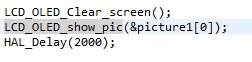 LCD_OLED_Clear_screen();
LCD_OLED_show_pic(&picture1[0]);
HAL_Delay(2000);